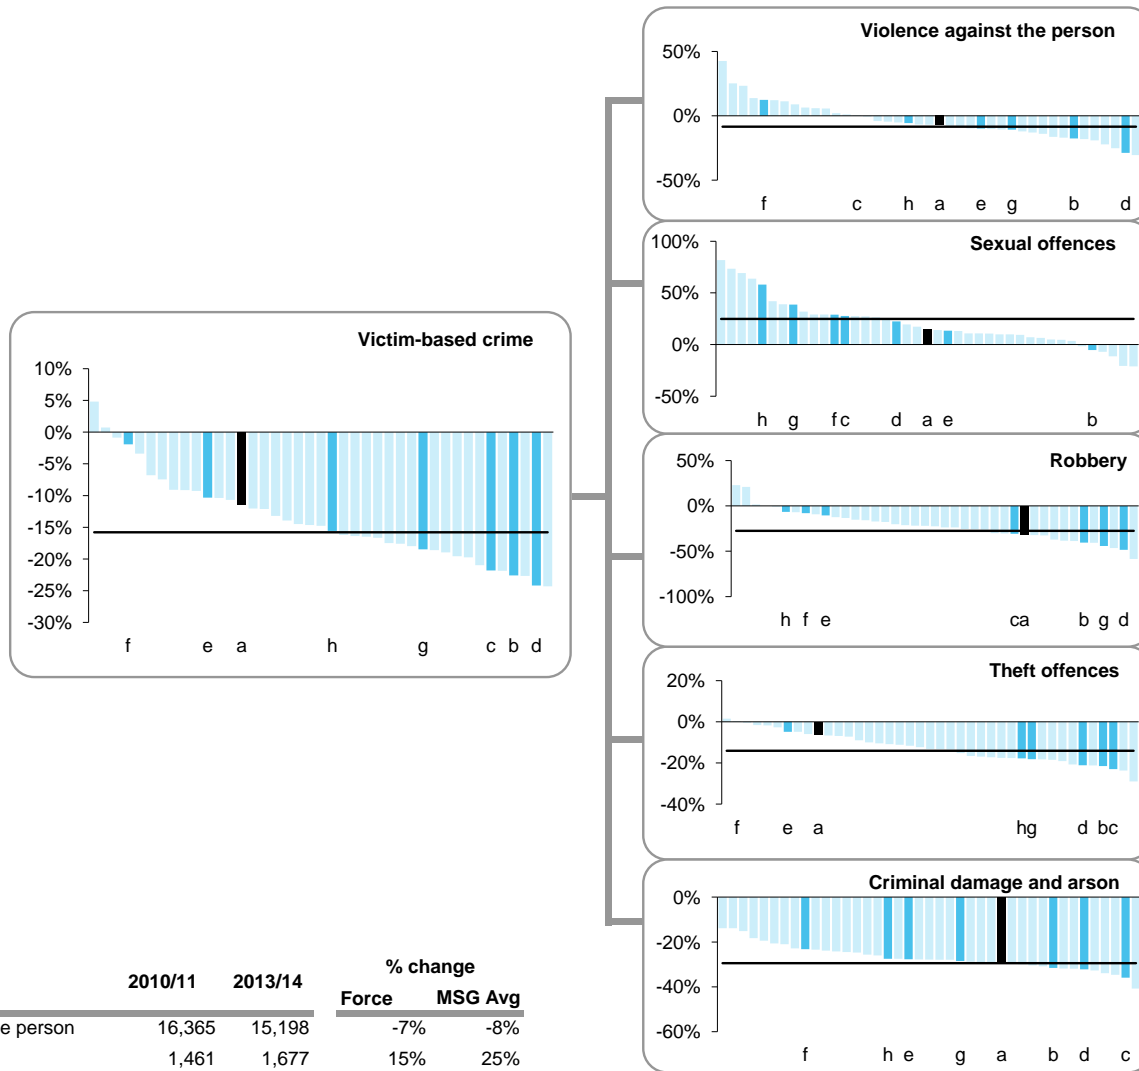 Violence against the person
50%
0%
-50%
f c h a e g b d
Sexual offences
100%
50%
0%
-50%
h g f c d a e b
Victim-based crime
10%
5%
0%
-5%
-10%
-15%
-20%
-25%
-30%
f e a h g c b d
Robbery
50%
0%
-50%
-100%
h f e ca b g d
Theft offences
20%
0%
-20%
-40%
f e a hg d bc
Criminal damage and arson
0%
-20%
-40%
-60%
f h e g a b d c
2010/11 2013/14 % change
Force MSG Avg
e person 16,365 15,198 -7% -8%
1,461 1,677 15% 25%